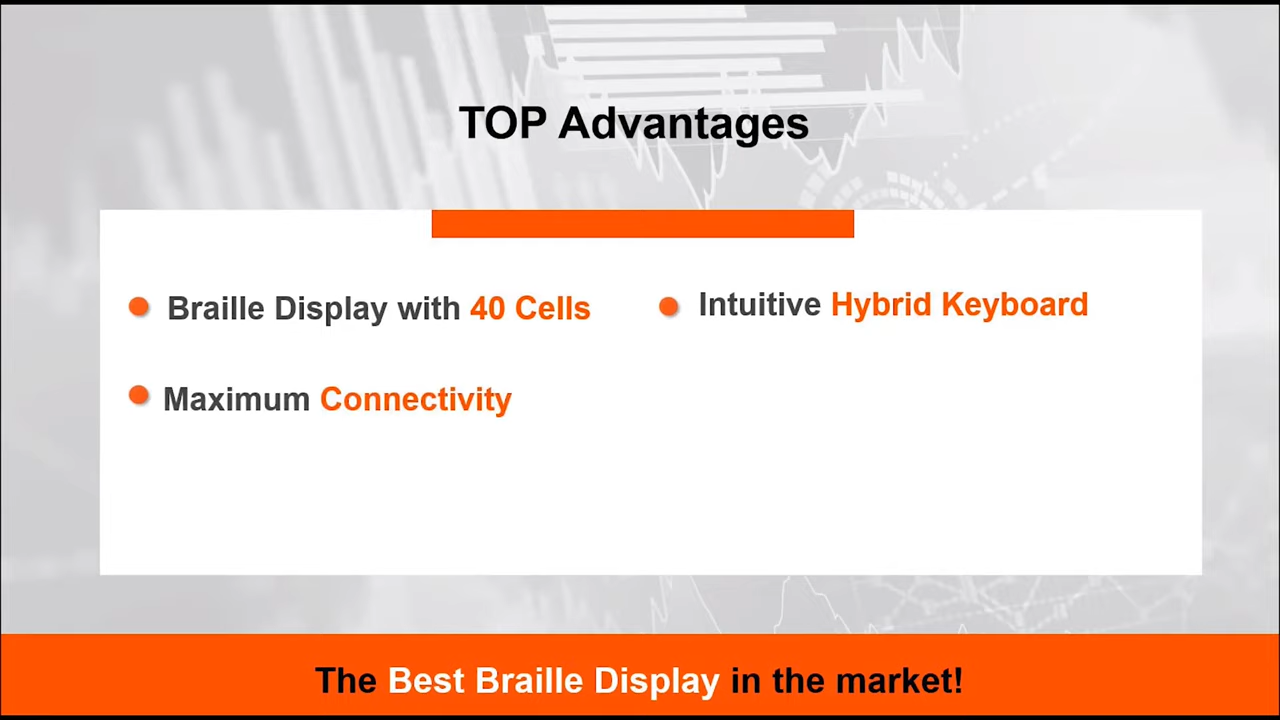 TOP Advantages
Braille Display with 40 Cells
Intuitive Hybrid Keyboard
Maximum Connectivity
The Best Braille Display in the market!